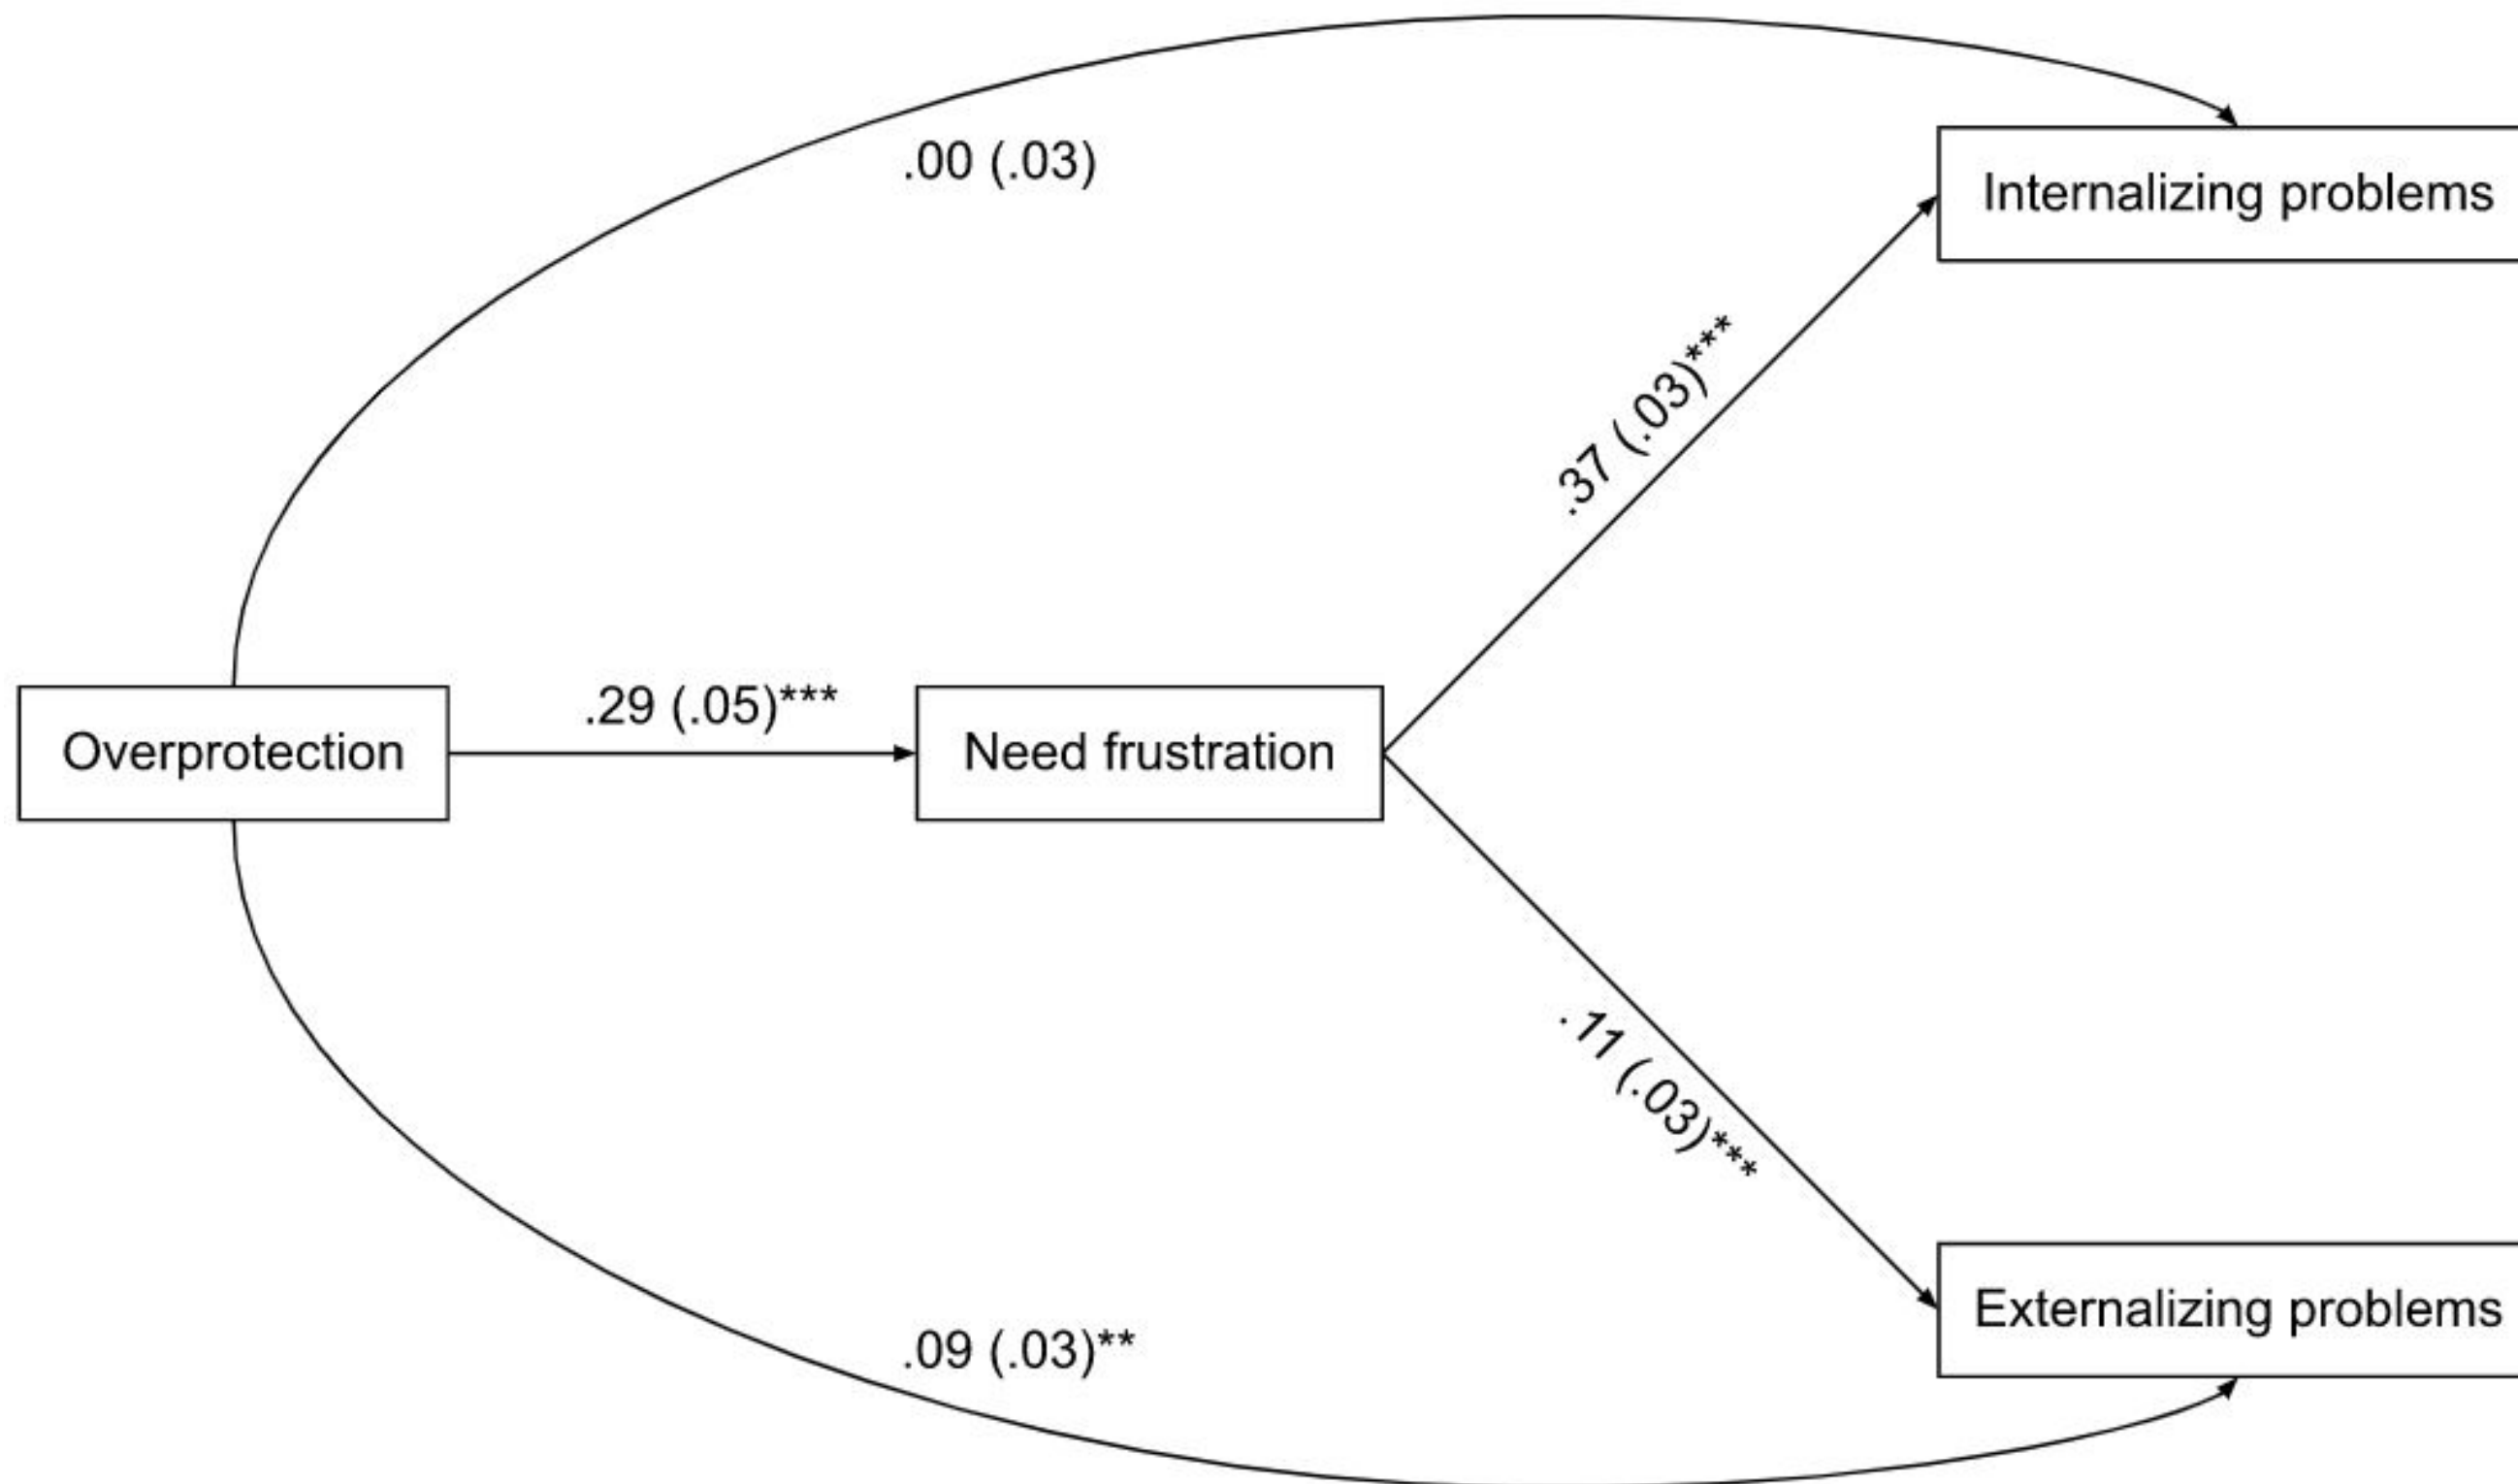 .00 (.03)
Internalizing problems
.37 (.03)***
.29 (.05)***
Overprotection
Need frustration
.11 (.03)***
Externalizing problems
.09 (.03)**